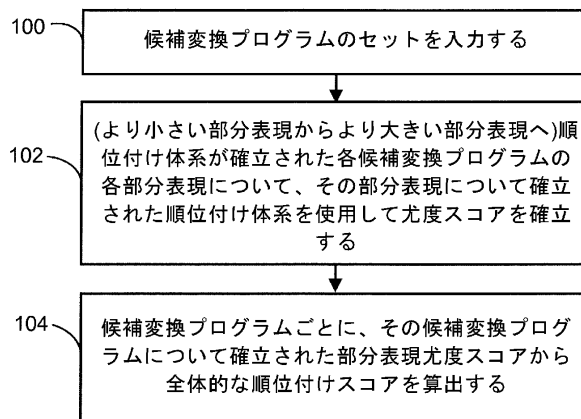 100
候補変換プログラムのセットを入力する
102
(より小さい部分表現からより大きい部分表現へ)順
位付け体系が確立された各候補変換プログラムの
各部分表現について、その部分表現について確立
された順位付け体系を使用して尤度スコアを確立
する
104
候補変換プログラムごとに、その候補変換プログ
ラムについて確立された部分表現尤度スコアから
全体的な順位付けスコアを算出する